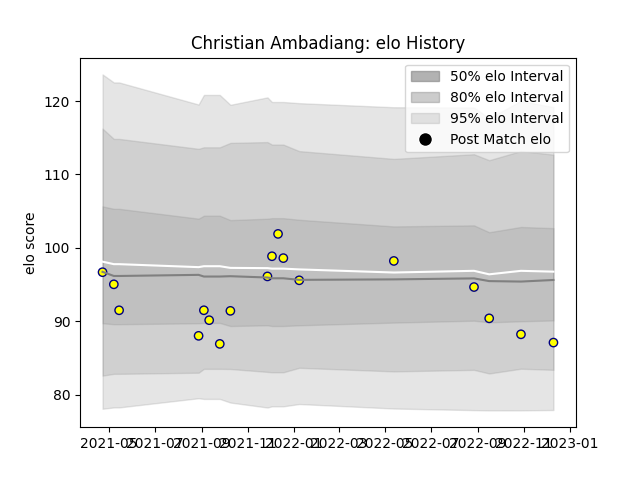 Christian Ambadiang: elo History
50% elo Interval
80% elo Interval
95% elo Interval
Post Match elo
elo score
120
110
100
90
80
2021-05 2021-07 2021-09 2021-11 2022-01 2022-03 2022-05 2022-07 2022-09 2022-11 2023-01